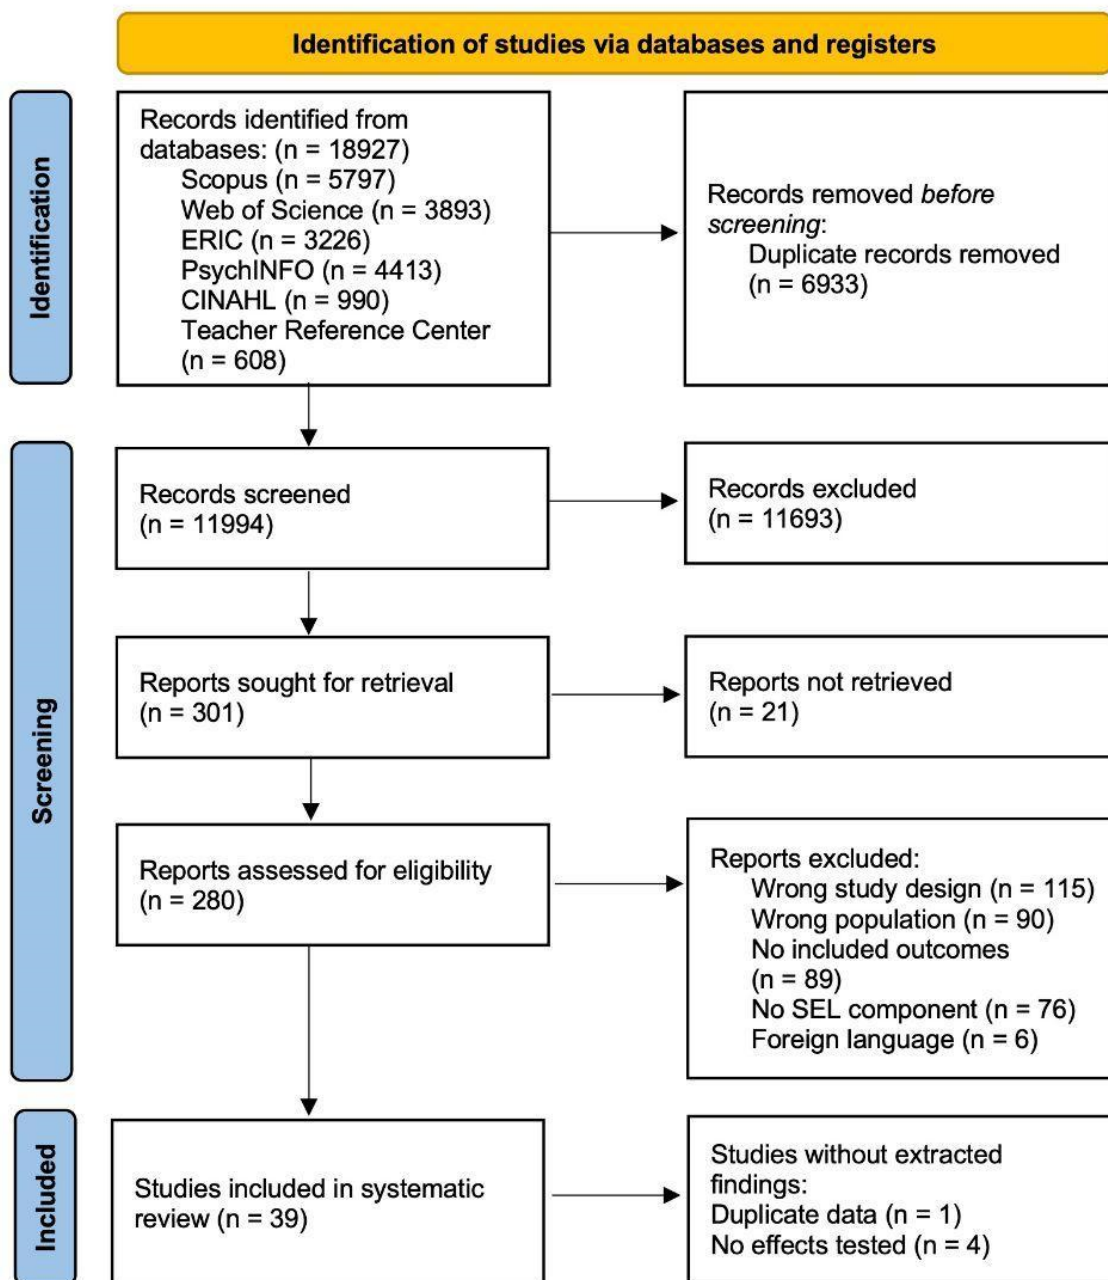 Identification of studies via databases and registers
Identification
Records identified from
databases: (n = 18927)
Scopus (n = 5797)
Web of Science (n = 3893)
ERIC (n = 3226)
PsychINFO (n = 4413)
CINAHL (n = 990)
Teacher Reference Center
(n = 608)
Records removed before
screening:
Duplicate records removed
(n = 6933)
Screening
Records screened
(n = 11994)
Records excluded
(n = 11693)
Reports sought for retrieval
(n = 301)
Reports not retrieved
(n = 21)
Reports assessed for eligibility
(n = 280)
Reports excluded:
Wrong study design (n = 115)
Wrong population (n = 90)
No included outcomes
(n = 89)
No SEL component (n = 76)
Foreign language (n = 6)
Included
Studies included in systematic
review (n = 39)
Studies without extracted
findings:
Duplicate data (n = 1)
No effects tested (n = 4)